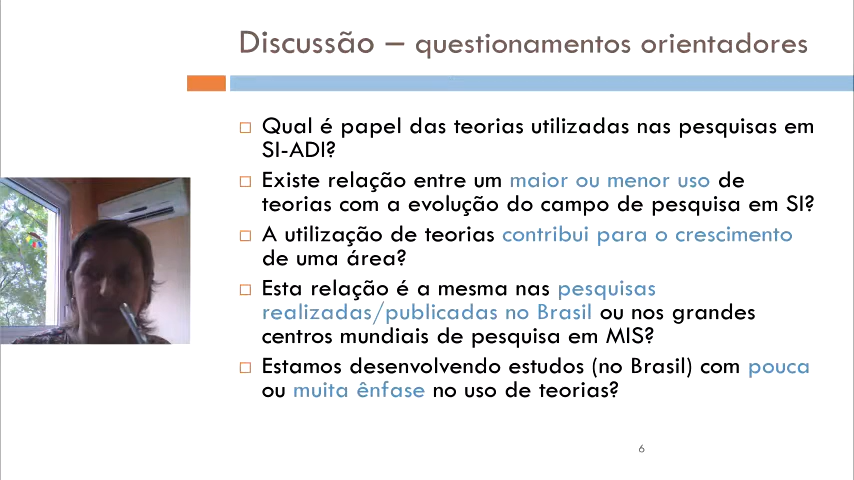 Discussão – questionamentos orientadores
□ Qual é papel das teorias utilizadas nas pesquisas em
SI-ADI?
□ Existe relação entre um maior ou menor uso de
teorias com a evolução do campo de pesquisa em SI?
□ A utilização de teorias contribui para o crescimento
de uma área?
□ Esta relação é a mesma nas pesquisas
realizadas/publicadas no Brasil ou nos grandes
centros mundiais de pesquisa em MIS?
□ Estamos desenvolvendo estudos (no Brasil) com pouca
ou muita ênfase no uso de teorias?
6